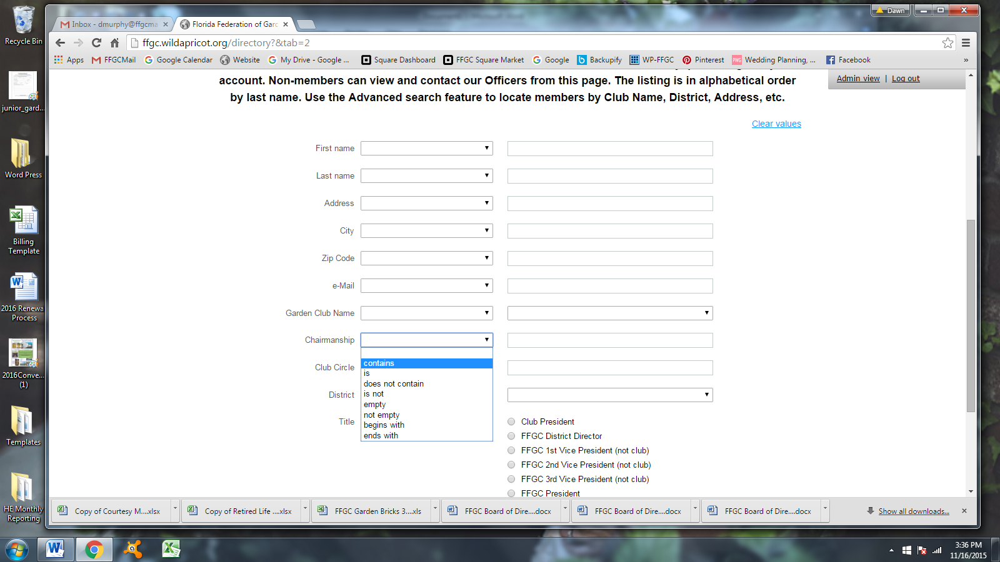 Recycle Bin
junior_gard...
Word Press
Billing
Template
2016 Renewa
Process
2016Conve...
(1)
Templates
HE Monthly
Reporting
Dawn
Inbox - dmurphy@ffgcma
Florida Federation of Garc
ffgc.wildapricot.org/directory?&tab=2
Apps FFGCMail Google Calendar Website My Drive - Google ... Square Dashboard FFGC Square Market Google Backupify WP-FFGC Pinterest Wedding Planning, ... Facebook »
account. Non-members can view and contact our Officers from this page. The listing is in alphabetical order
by last name. Use the Advanced search feature to locate members by Club Name, District, Address, etc.
Admin view | Log out
Clear values
First name
Last name
Address
City
Zip Code
e-Mail
Garden Club Name
Chairmanship
contains
is
does not contain
is not
empty
not empty
begins with
ends with
Club Circle
District
Title
Club President
FFGC District Director
FFGC 1st Vice President (not club)
FFGC 2nd Vice President (not club)
FFGC 3rd Vice President (not club)
FFGC President
Copy of Courtesy M....xlsx
Copy of Retired Life ....xlsx
FFGC Garden Bricks 3....xls
FFGC Board of Dire....docx
FFGC Board of Dire....docx
FFGC Board of Dire....docx
Show all downloads...
3:36 PM
11/16/2015